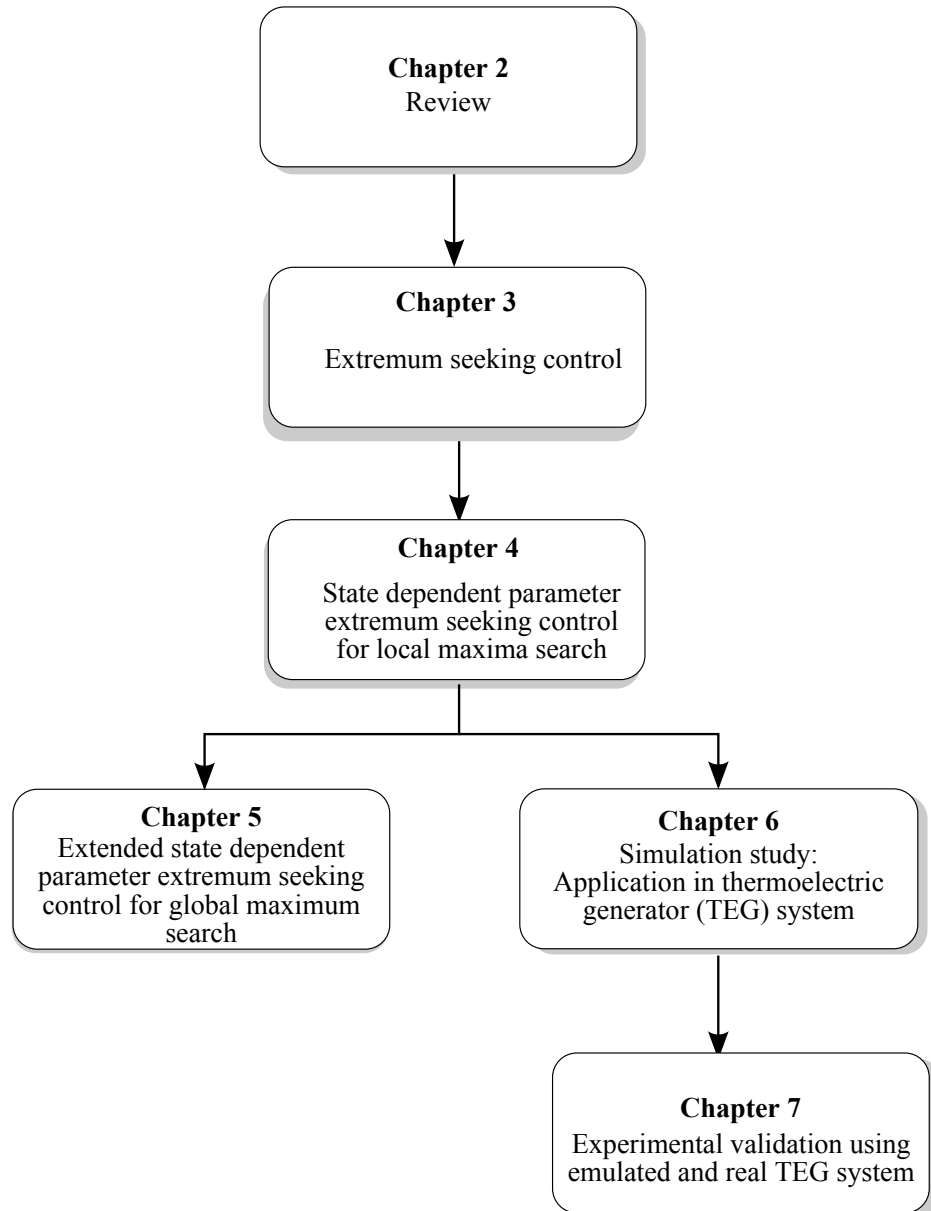 Chapter 2
Review
Chapter 3
Extremum seeking control
Chapter 4
State dependent parameter
extremum seeking control
for local maxima search
Chapter 5
Extended state dependent
parameter extremum seeking
control for global maximum
search
Chapter 6
Simulation study:
Application in thermoelectric
generator (TEG) system
Chapter 7
Experimental validation using
emulated and real TEG system